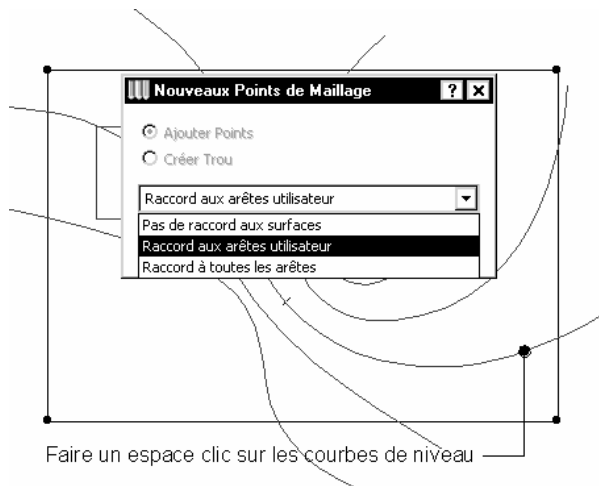 Nouveaux Points de Maillage
Ajouter Points
Créer Trou
Raccord aux arêtes utilisateur
Pas de raccord aux surfaces
Raccord aux arêtes utilisateur
Raccord à toutes les arêtes
Faire un espace clic sur les courbes de niveau